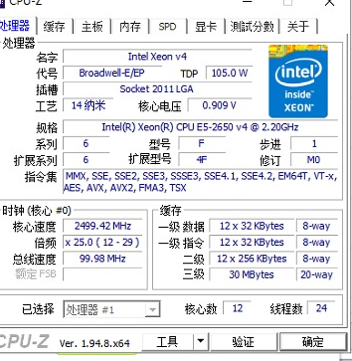 CPU-Z
处理器 缓存 主板 内存 SPD 显卡 测試分數 关于
处理器
名字 Intel Xeon v4
代号 Broadwell-E/EP TDP 105.0 W
插槽 Socket 2011 LGA
工艺 14 纳米 核心电压 0.909 V
规格 Intel(R) Xeon(R) CPU E5-2650 v4 @ 2.20GHz
系列 6 型号 F 步进 1
扩展系列 6 扩展型号 4F 修订 M0
指令集 MMX, SSE, SSE2, SSE3, SSSE3, SSE4.1, SSE4.2, EM64T, VT-x,
AES, AVX, AVX2, FMA3, TSX
intel
inside™
XEON®
时钟 (核心 #0)
核心速度 2499.42 MHz
倍频 x 25.0 ( 12 - 29 )
总线速度 99.98 MHz
额定 FSB
缓存
一级 数据 12 x 32 KBytes 8-way
一级 指令 12 x 32 KBytes 8-way
二级 12 x 256 KBytes 8-way
三级 30 MBytes 20-way
已选择 处理器 #1 核心数 12 线程数 24
CPU-Z Ver. 1.94.8.x64 工具 验证 确定